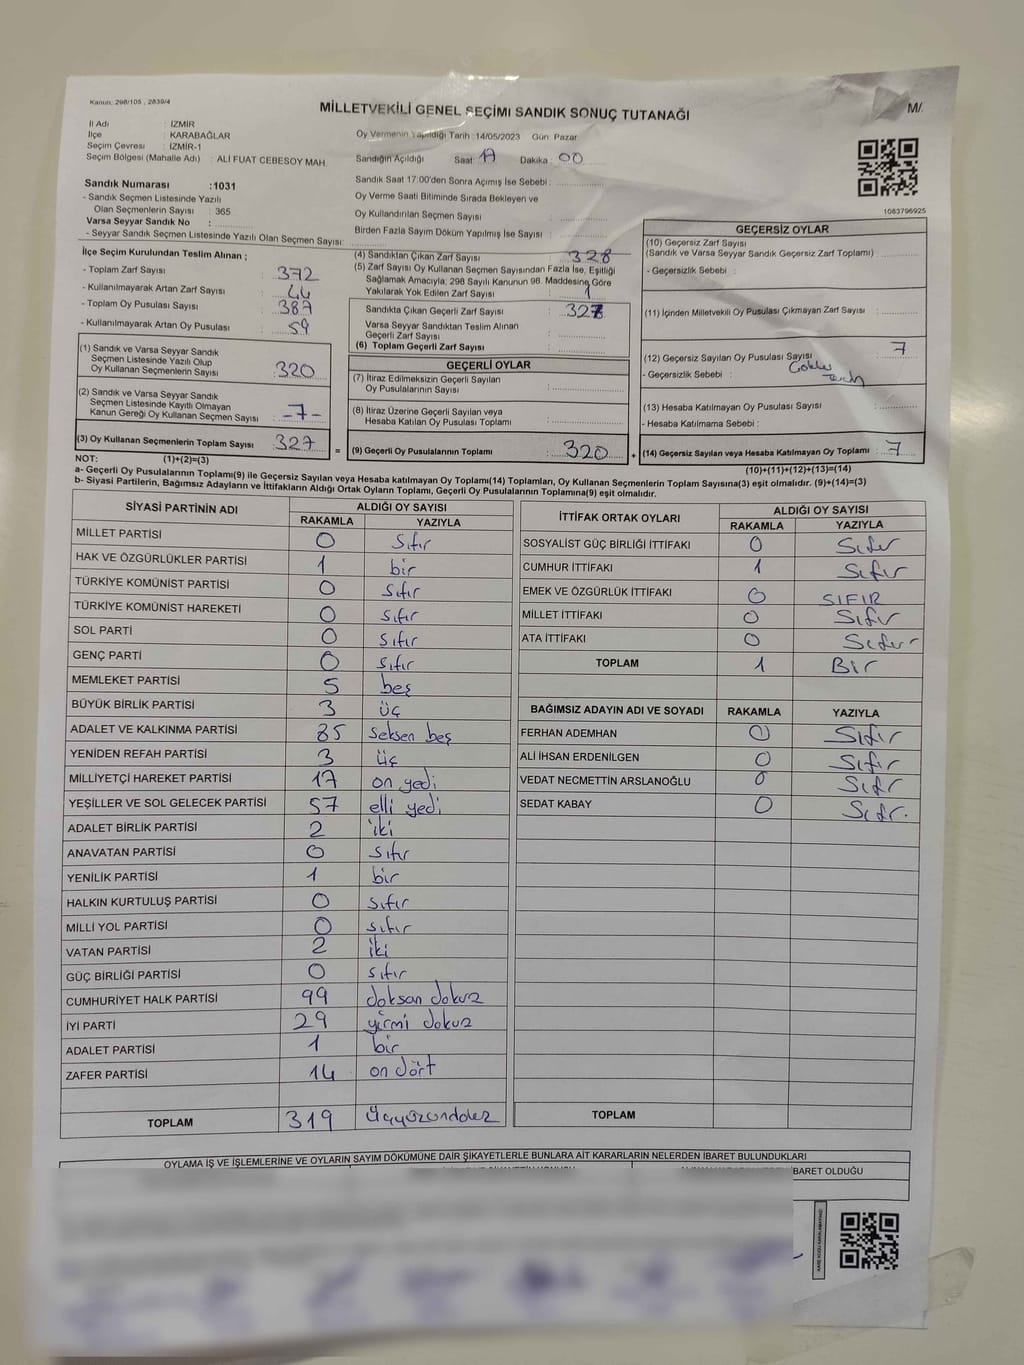 Kanun, 298/105 , 2839/4
MİLLETVEKİLİ GENEL SEÇİMİ SANDIK SONUÇ TUTANAĞI
M/
İl Adı : İZMİR
İlçe : KARABAĞLAR
Seçim Çevresi : İZMİR-1
Seçim Bölgesi (Mahalle Adı) : ALİ FUAT CEBESOY MAH.
Oy Vermenin Yapıldığı Tarih : 14/05/2023 Gün: Pazar
Sandığın Açıldığı Saat: 17 Dakika: 00
Sandık Saat 17:00'den Sonra Açılmış İse Sebebi :
Oy Verme Saati Bitiminde Sırada Bekleyen ve
Oy Kullandırılan Seçmen Sayısı :
Birden Fazla Sayım Döküm Yapılmış İse Sayısı :
1063796925
Sandık Numarası :1031
- Sandık Seçmen Listesinde Yazılı
Olan Seçmenlerin Sayısı : 365
Varsa Seyyar Sandık No :
- Seyyar Sandık Seçmen Listesinde Yazılı Olan Seçmen Sayısı:
İlçe Seçim Kurulundan Teslim Alınan ;
- Toplam Zarf Sayısı : 372
- Kullanılmayarak Artan Zarf Sayısı : 44
- Toplam Oy Pusulası Sayısı : 387
- Kullanılmayarak Artan Oy Pusulası : 59
(1) Sandık ve Varsa Seyyar Sandık
Seçmen Listesinde Yazılı Olup
Oy Kullanan Seçmenlerin Sayısı : 320
(2) Sandık ve Varsa Seyyar Sandık
Seçmen Listesinde Kayıtlı Olmayan
Kanun Gereği Oy Kullanan Seçmen Sayısı : -7-
(3) Oy Kullanan Seçmenlerin Toplam Sayısı : 327
(4) Sandıktan Çıkan Zarf Sayısı : 328
(5) Zarf Sayısı Oy Kullanan Seçmen Sayısından Fazla İse, Eşitliği
Sağlamak Amacıyla; 298 Sayılı Kanunun 98. Maddesine Göre
Yakılarak Yok Edilen Zarf Sayısı : 1
Sandıkta Çıkan Geçerli Zarf Sayısı : 327
Varsa Seyyar Sandıktan Teslim Alınan
Geçerli Zarf Sayısı :
(6) Toplam Geçerli Zarf Sayısı :
GEÇERLİ OYLAR
(7) İtiraz Edilmeksizin Geçerli Sayılan
Oy Pusulalarının Sayısı :
(8) İtiraz Üzerine Geçerli Sayılan veya
Hesaba Katılan Oy Pusulası Toplamı :
= (9) Geçerli Oy Pusulalarının Toplamı : 320
GEÇERSİZ OYLAR
(10) Geçersiz Zarf Sayısı
(Sandık ve Varsa Seyyar Sandık Geçersiz Zarf Toplamı) :
- Geçersizlik Sebebi :
(11) İçinden Milletvekili Oy Pusulası Çıkmayan Zarf Sayısı :
(12) Geçersiz Sayılan Oy Pusulası Sayısı : 7
- Geçersizlik Sebebi :
(13) Hesaba Katılmayan Oy Pusulası Sayısı :
- Hesaba Katılmama Sebebi :
+ (14) Geçersiz Sayılan veya Hesaba Katılmayan Oy Toplamı : 7
NOT: (1)+(2)=(3)
(10)+(11)+(12)+(13)=(14)
a- Geçerli Oy Pusulalarının Toplamı(9) ile Geçersiz Sayılan veya Hesaba katılmayan Oy Toplamı(14) Toplamları, Oy Kullanan Seçmenlerin Toplam Sayısına(3) eşit olmalıdır. (9)+(14)=(3)
b- Siyasi Partilerin, Bağımsız Adayların ve İttifakların Aldığı Ortak Oyların Toplamı, Geçerli Oy Pusulalarının Toplamına(9) eşit olmalıdır.
SİYASİ PARTİNİN ADI
ALDIĞI OY SAYISI
RAKAMLA YAZIYLA
MİLLET PARTİSİ 0 sıfır
HAK VE ÖZGÜRLÜKLER PARTİSİ 1 bir
TÜRKİYE KOMÜNİST PARTİSİ 0 sıfır
TÜRKİYE KOMÜNİST HAREKETİ 0 sıfır
SOL PARTİ 0 sıfır
GENÇ PARTİ 0 sıfır
MEMLEKET PARTİSİ 5 beş
BÜYÜK BİRLİK PARTİSİ 3 üç
ADALET VE KALKINMA PARTİSİ 85 seksen beş
YENİDEN REFAH PARTİSİ 3 üç
MİLLİYETÇİ HAREKET PARTİSİ 17 on yedi
YEŞİLLER VE SOL GELECEK PARTİSİ 57 elli yedi
ADALET BİRLİK PARTİSİ 2 iki
ANAVATAN PARTİSİ 0 sıfır
YENİLİK PARTİSİ 1 bir
HALKIN KURTULUŞ PARTİSİ 0 sıfır
MİLLİ YOL PARTİSİ 0 sıfır
VATAN PARTİSİ 2 iki
GÜÇ BİRLİĞİ PARTİSİ 0 sıfır
CUMHURİYET HALK PARTİSİ 99 doksan dokuz
İYİ PARTİ 29 yirmi dokuz
ADALET PARTİSİ 1 bir
ZAFER PARTİSİ 14 on dört
TOPLAM 319
İTTİFAK ORTAK OYLARI
ALDIĞI OY SAYISI
RAKAMLA YAZIYLA
SOSYALİST GÜÇ BİRLİĞİ İTTİFAKI 0 Sıfır
CUMHUR İTTİFAKI 1 Sıfır
EMEK VE ÖZGÜRLÜK İTTİFAKI 0 SIFIR
MİLLET İTTİFAKI 0 Sıfır
ATA İTTİFAKI 0 Sıfır
TOPLAM 1 Bir
BAĞIMSIZ ADAYIN ADI VE SOYADI RAKAMLA YAZIYLA
FERHAN ADEMHAN 0 Sıfır
ALİ İHSAN ERDENİLGEN 0 Sıfır
VEDAT NECMETTİN ARSLANOĞLU 0 Sıfır
SEDAT KABAY 0 Sıfır.
TOPLAM
OYLAMA İŞ VE İŞLEMLERİNE VE OYLARIN SAYIM DÖKÜMÜNE DAİR ŞİKAYETLERLE BUNLARA AİT KARARLARIN NELERDEN İBARET BULUNDUKLARI
İBARET OLDUĞU